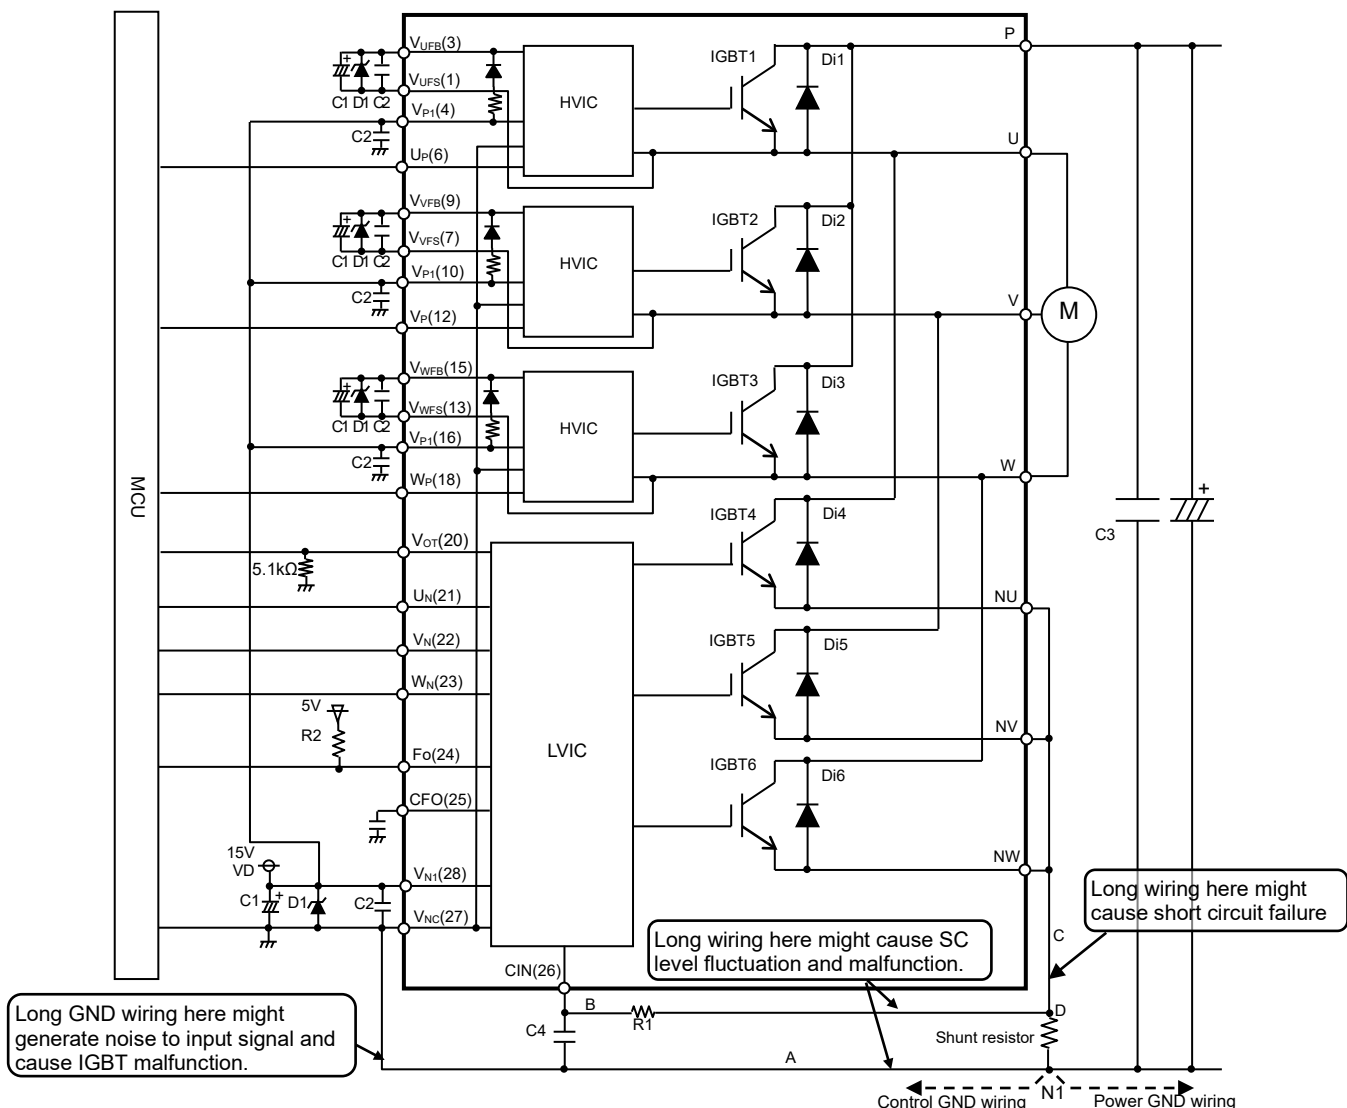 MCU
VUFB(3)
VUFS(1)
VP1(4)
UP(6)
C1 D1 C2
C2
HVIC
IGBT1
Di1
P
U
VVFB(9)
VVFS(7)
VP1(10)
VP(12)
C1 D1 C2
C2
HVIC
IGBT2
Di2
V
M
VWFB(15)
VWFS(13)
VP1(16)
WP(18)
C1 D1 C2
C2
HVIC
IGBT3
Di3
W
VOT(20)
5.1kΩ
UN(21)
VN(22)
WN(23)
5V
R2
Fo(24)
CFO(25)
15V
VD
VN1(28)
C1 + D1 C2
VNC(27)
LVIC
IGBT4
Di4
NU
IGBT5
Di5
NV
IGBT6
Di6
NW
C3
+
Long wiring here might
cause short circuit failure
C
Long wiring here might cause SC
level fluctuation and malfunction.
CIN(26)
B
R1
D
C4
Shunt resistor
A
N1
Long GND wiring here might
generate noise to input signal and
cause IGBT malfunction.
Control GND wiring
Power GND wiring